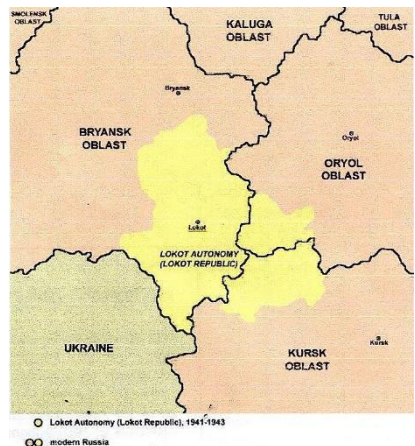 SMOLENSK
OBLAST
KALUGA
OBLAST
TULA
OBLAST
Bryansk
BRYANSK
OBLAST
Oryol
ORYOL
OBLAST
Lokot
LOKOT AUTONOMY
(LOKOT REPUBLIC)
UKRAINE
KURSK
OBLAST
Kursk
Lokot Autonomy (Lokot Republic), 1941-1943
modern Russia